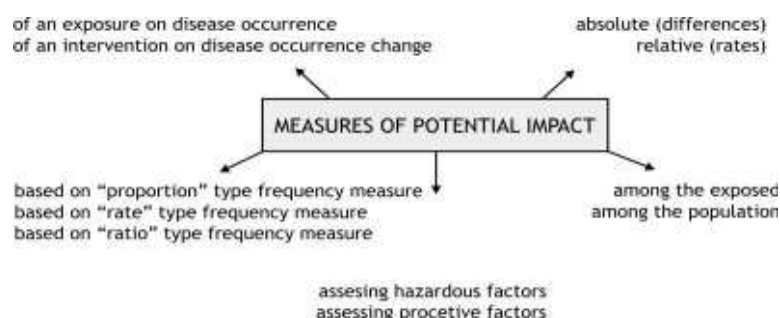 of an exposure on disease occurrence
of an intervention on disease occurrence change
absolute (differences)
relative (rates)
MEASURES OF POTENTIAL IMPACT
based on “proportion” type frequency measure
based on “rate” type frequency measure
based on “ratio” type frequency measure
among the exposed
among the population
assesing hazardous factors
assessing procetive factors